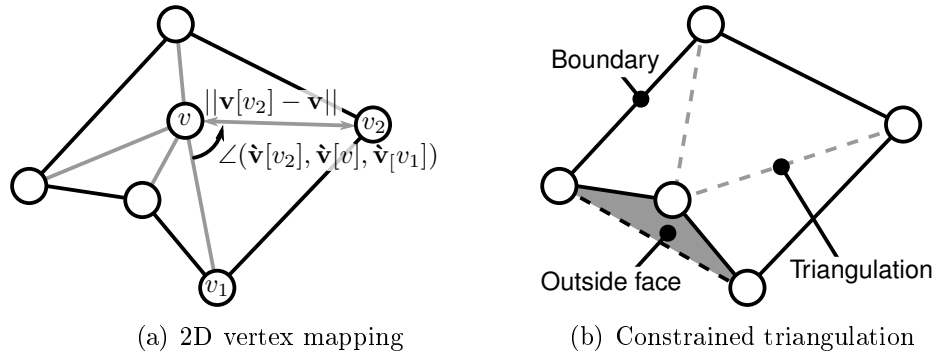 ||v[v₂] − v||
v
v₂
∠(v̀[v₂], v̀[v], v̀[v₁])
v₁
(a) 2D vertex mapping
Boundary
Outside face
Triangulation
(b) Constrained triangulation